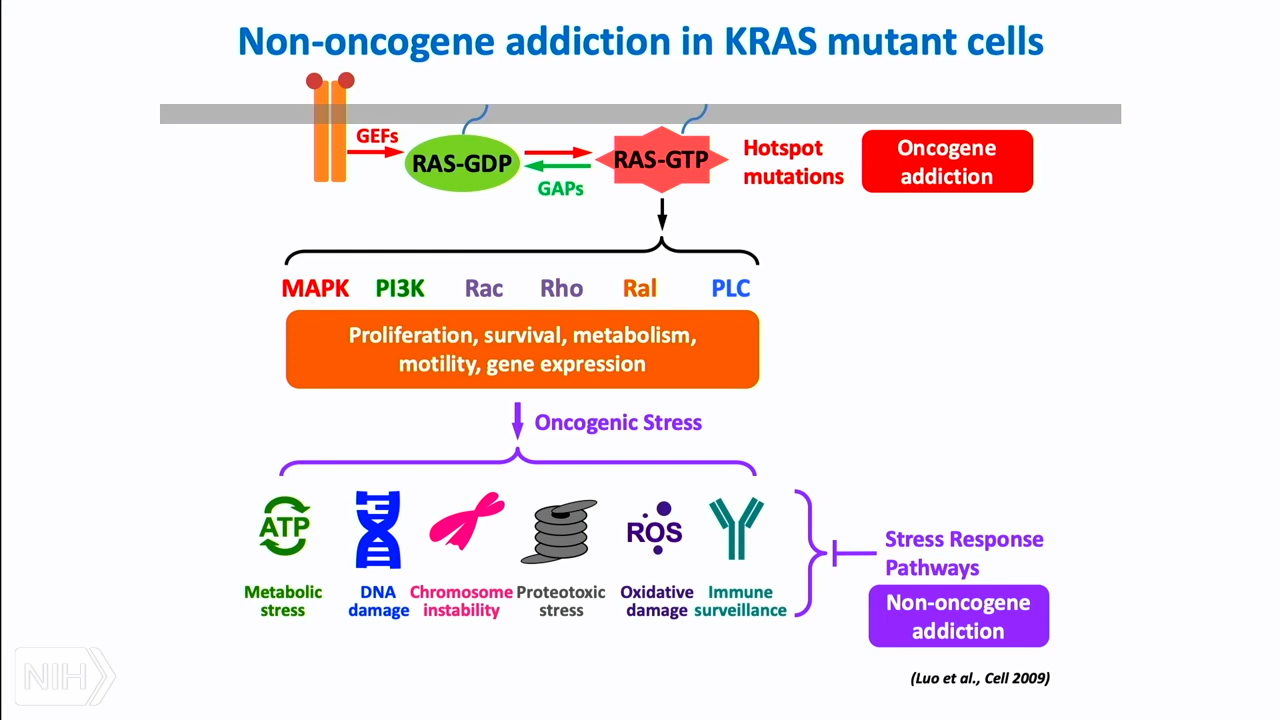 Non-oncogene addiction in KRAS mutant cells
GEFs
RAS-GDP
GAPs
RAS-GTP
Hotspot
mutations
Oncogene
addiction
MAPK PI3K Rac Rho Ral PLC
Proliferation, survival, metabolism,
motility, gene expression
Oncogenic Stress
ATP
ROS
Metabolic
stress
DNA
damage
Chromosome
instability
Proteotoxic
stress
Oxidative
damage
Immune
surveillance
Stress Response
Pathways
Non-oncogene
addiction
(Luo et al., Cell 2009)
NIH